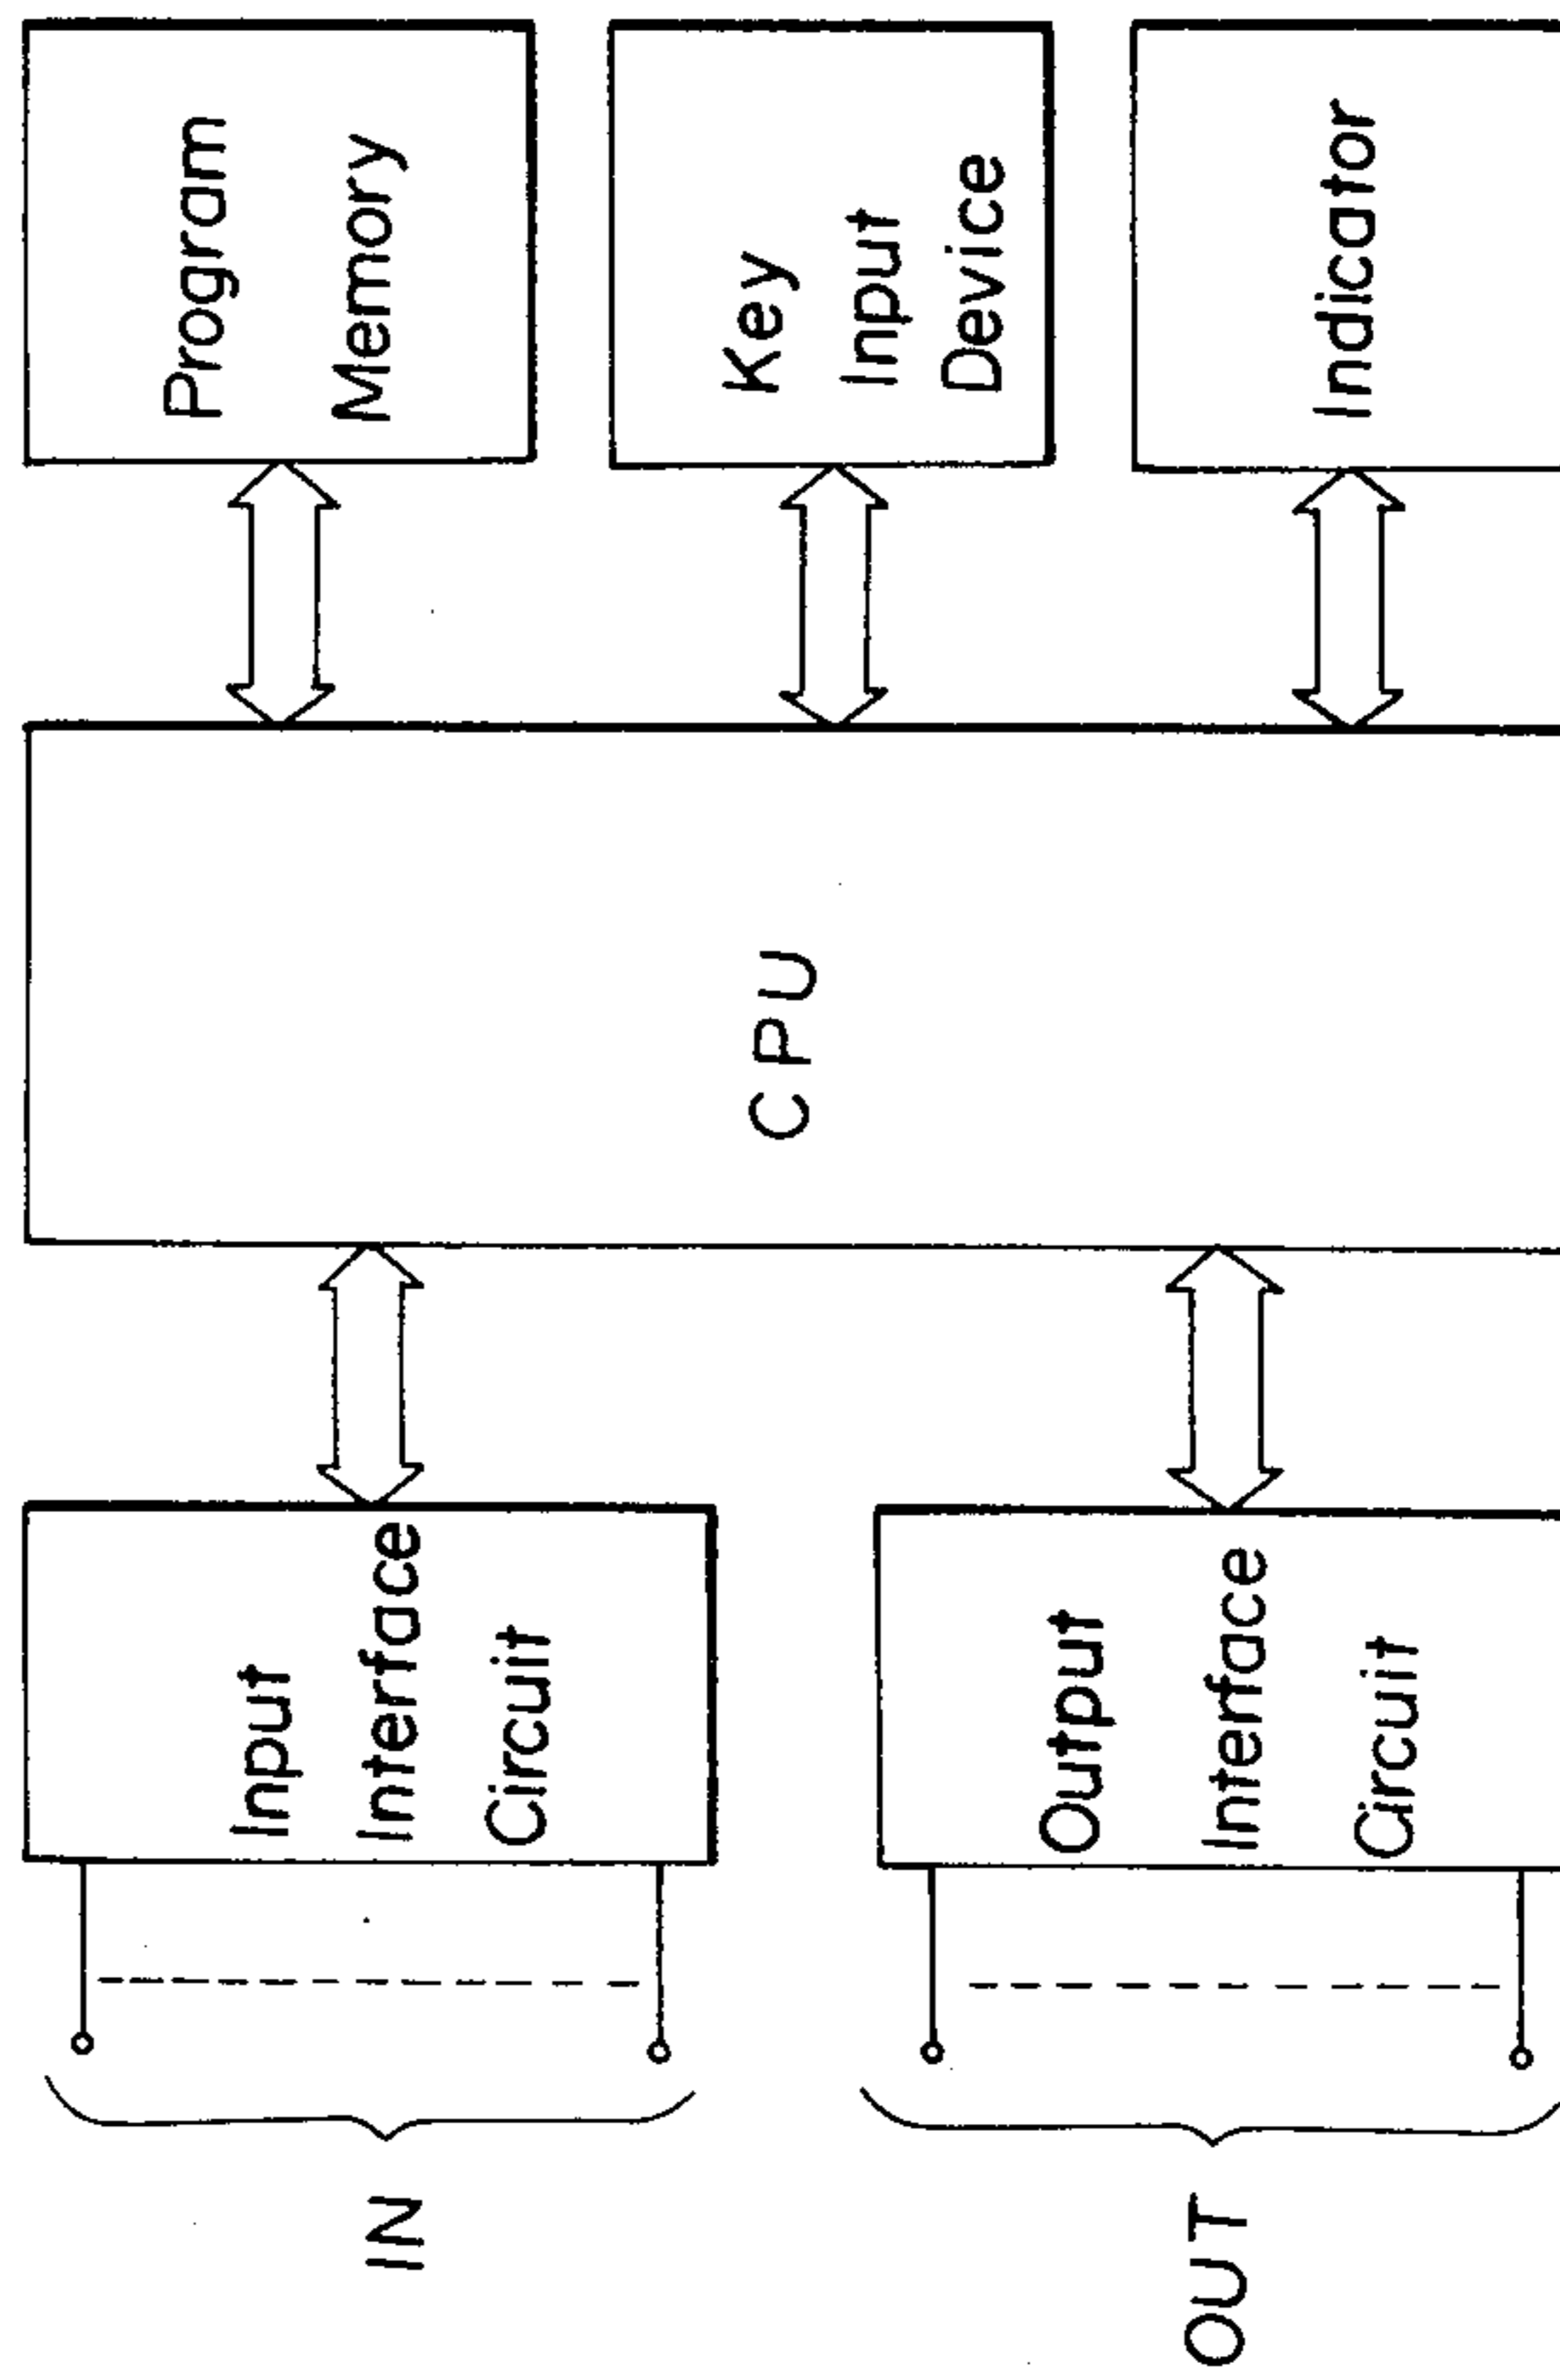 IN
Input
Interface
Circuit
OUT
Output
Interface
Circuit
CPU
Program
Memory
Key
Input
Device
Indicator